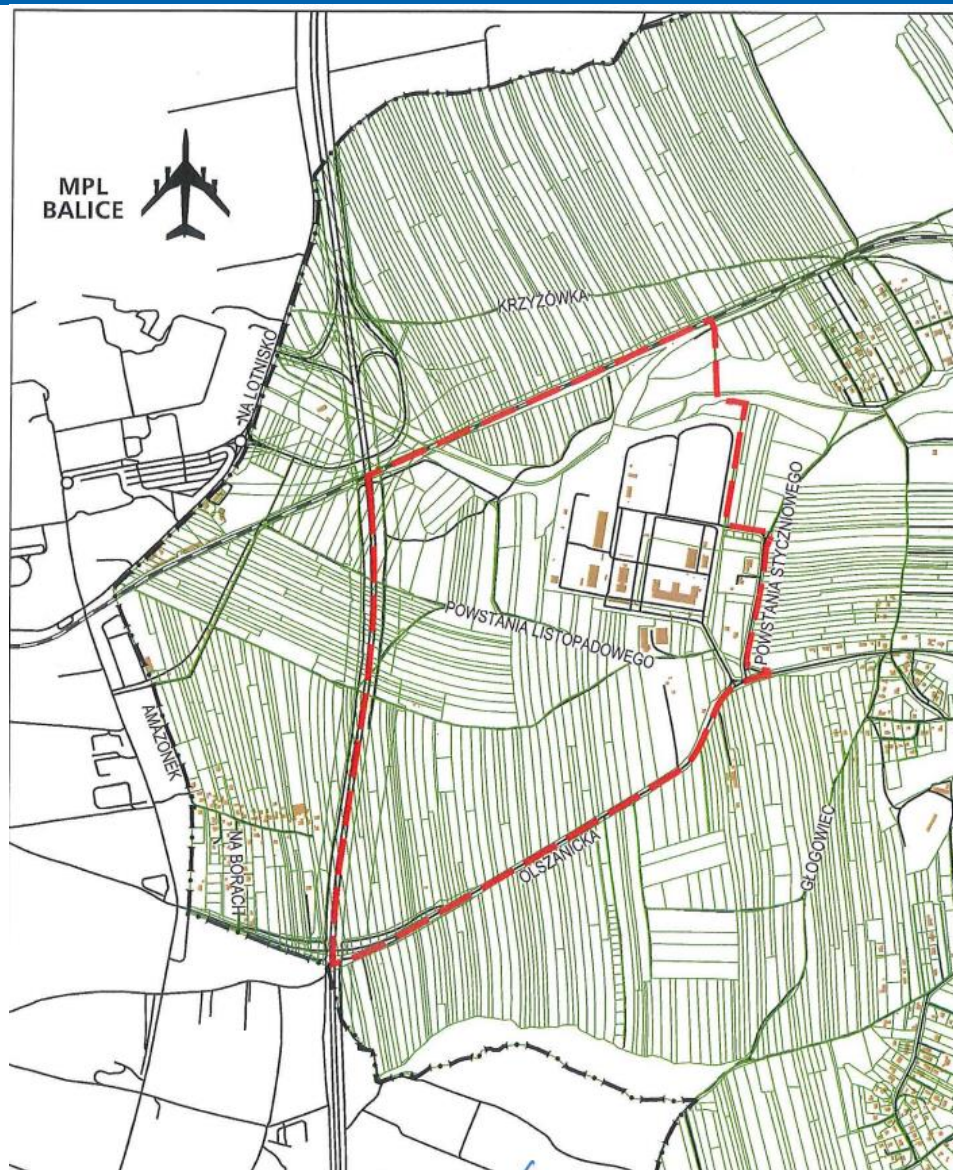 MPL
BALICE
KRZYŻÓWKA
NA LOTNISKO
POWSTANIA STYCZNIOWEGO
POWSTANIA LISTOPADOWEGO
AMAZONEK
NA BORACH
OLSZANICKA
GŁOGOWIEC